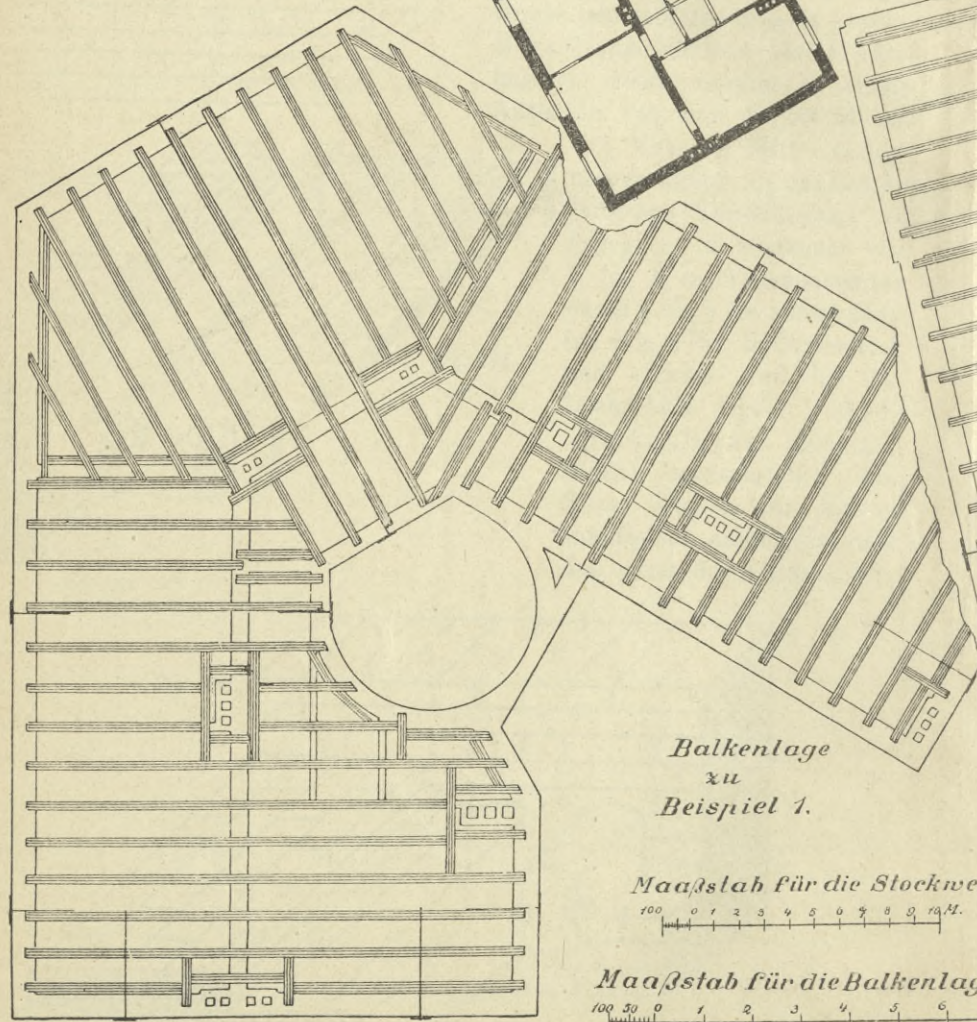 Balkenlage
zu
Beispiel 1.
Maaßstab für die Stockwe
100 0 1 2 3 4 5 6 7 8 9 10 M.
Maaßstab für die Balkenlag
100 50 0 1 2 3 4 5 6